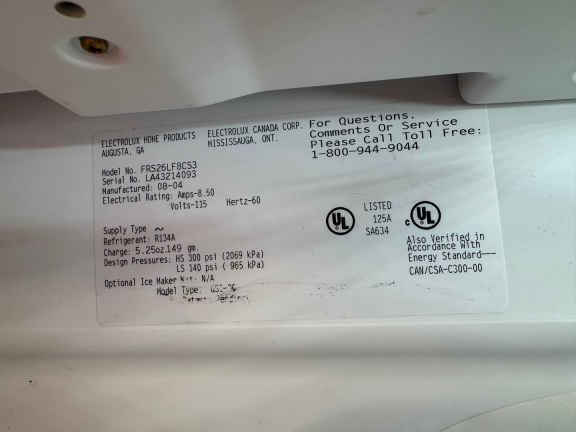 ELECTROLUX HOME PRODUCTS
AUGUSTA, GA
ELECTROLUX CANADA CORP.
MISSISSAUGA, ONT.
For Questions,
Comments Or Service
Please Call Toll Free:
1-800-944-9044
Model No. FRS26LF8CS3
Serial No. LA43214093
Manufactured: 08-04
Electrical Rating: Amps-8.50
Volts-115 Hertz-60
Supply Type ~
Refrigerant: R134A
Charge: 5.25oz.149 gm.
Design Pressures: HS 300 psi (2069 kPa)
LS 140 psi ( 965 kPa)
Optional Ice Maker N/A
Model Type:
UL
LISTED
125A
SA634
c UL
Also Verified in
Accordance With
Energy Standard
CAN/CSA-C300-00